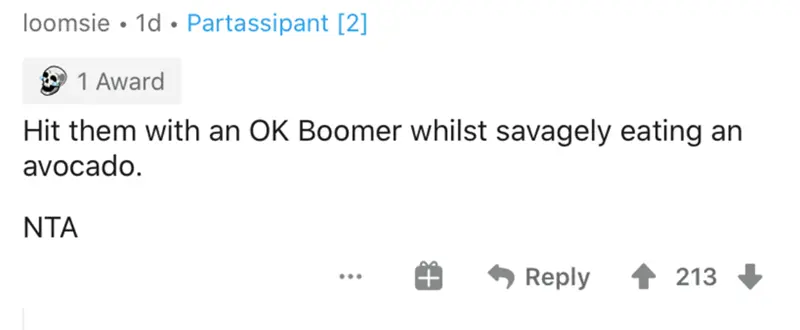 loomsie • 1d • Partassipant [2]
1 Award
Hit them with an OK Boomer whilst savagely eating an
avocado.
NTA
Reply 213